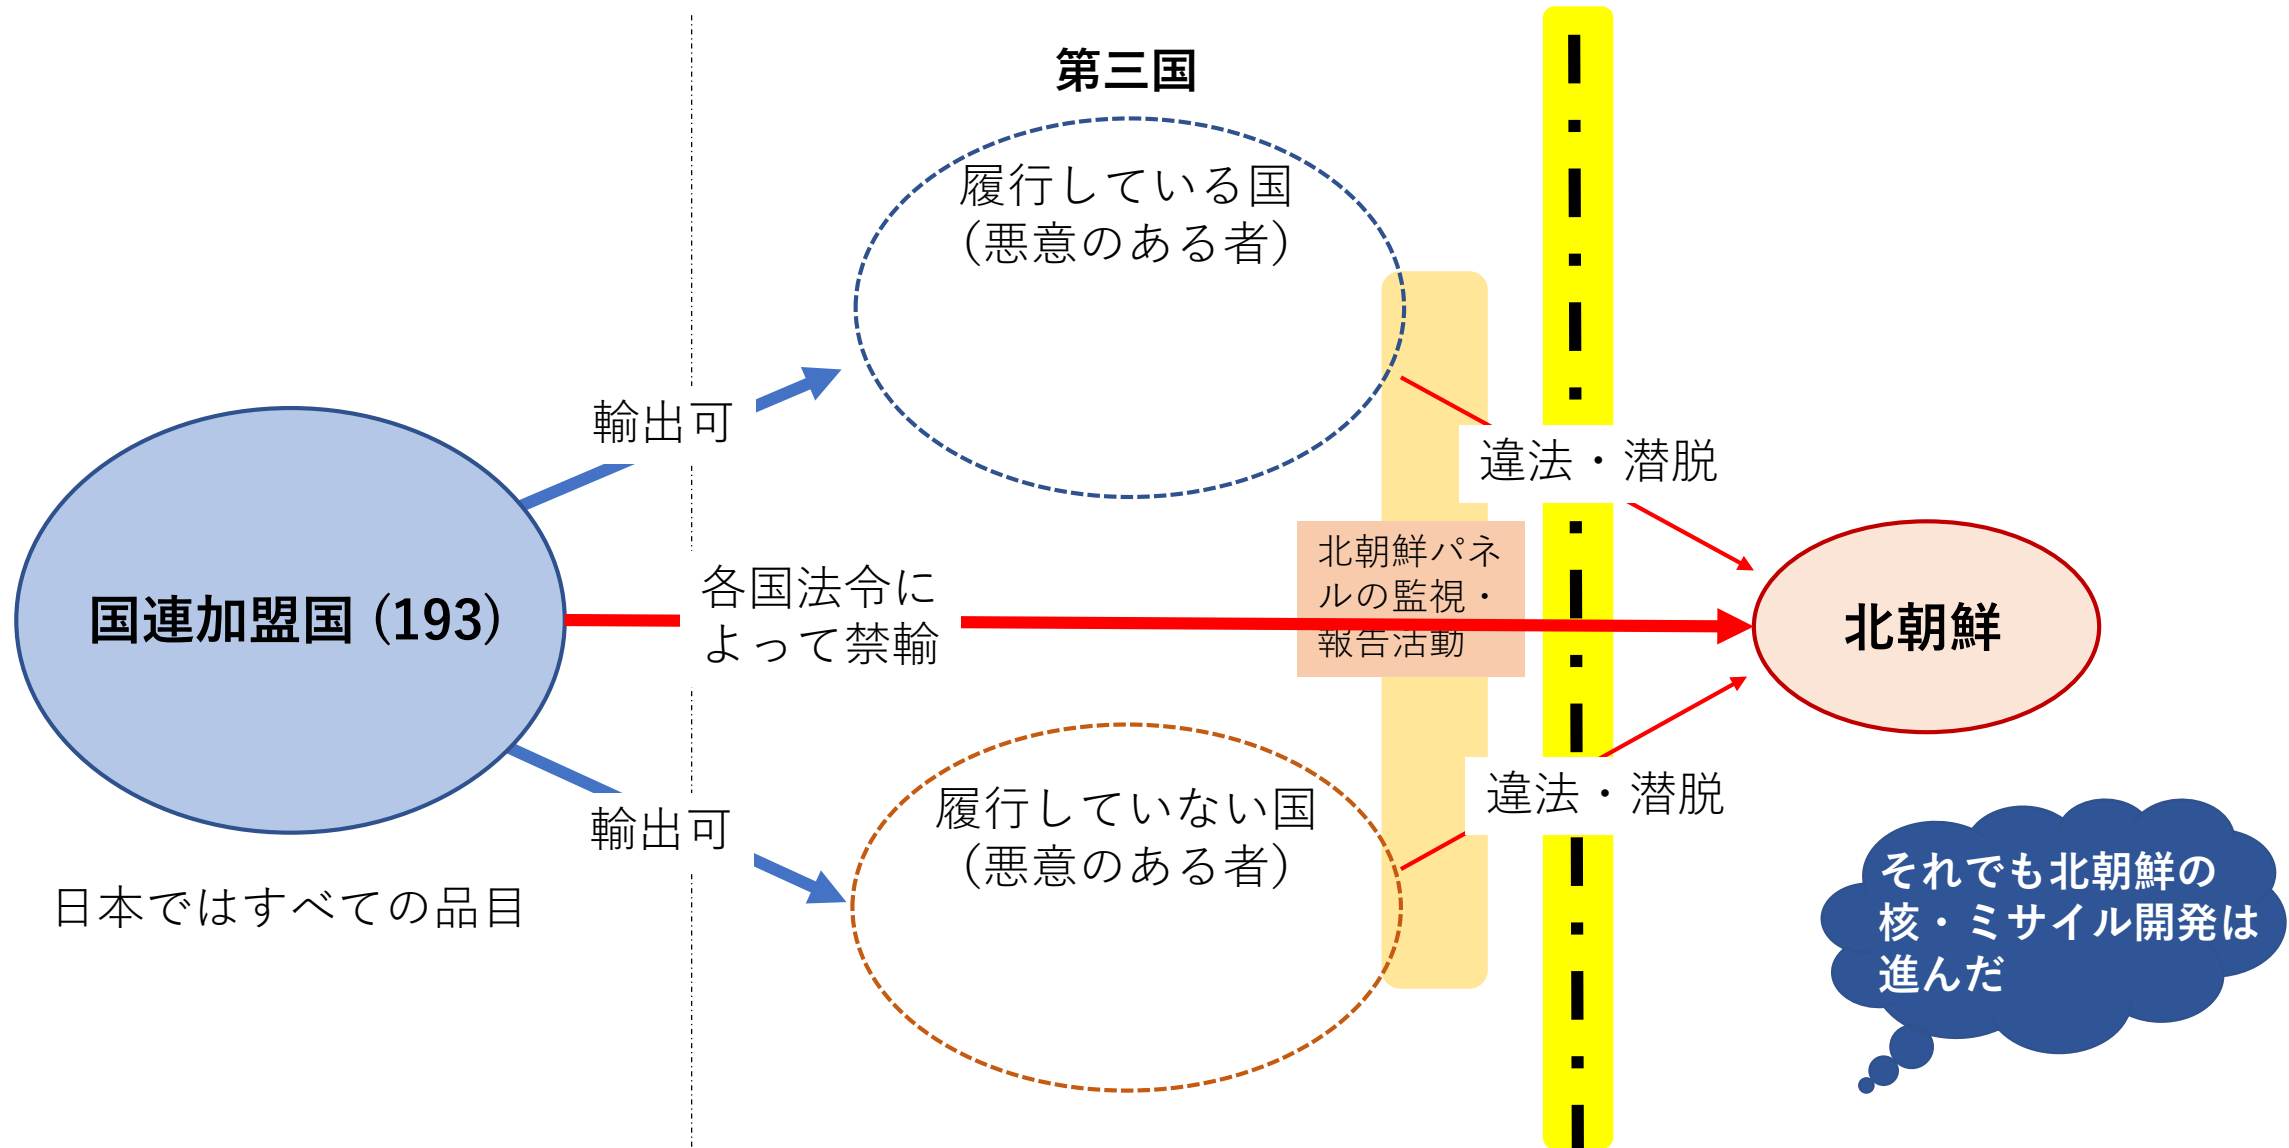 第三国
履行している国
（悪意のある者）
輸出可
違法・潜脱
国連加盟国 (193)
各国法令に
よって禁輸
北朝鮮パネ
ルの監視・
報告活動
北朝鮮
輸出可
履行していない国
（悪意のある者）
違法・潜脱
日本ではすべての品目
それでも北朝鮮の
核・ミサイル開発は
進んだ